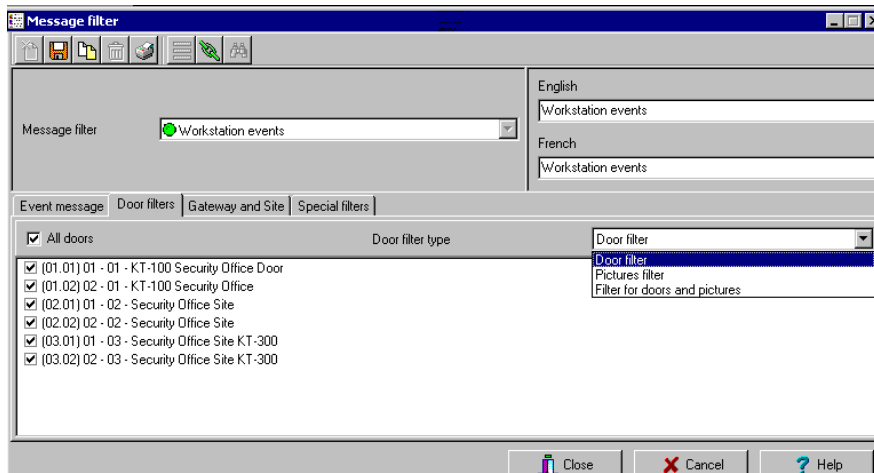 Message filter
English
Workstation events
Message filter
Workstation events
French
Workstation events
Event message Door filters Gateway and Site Special filters
All doors Door filter type Door filter
Door filter
Pictures filter
Filter for doors and pictures
(01.01) 01 - 01 - KT-100 Security Office Door
(01.02) 02 - 01 - KT-100 Security Office
(02.01) 01 - 02 - Security Office Site
(02.02) 02 - 02 - Security Office Site
(03.01) 01 - 03 - Security Office Site KT-300
(03.02) 02 - 03 - Security Office Site KT-300
Close Cancel Help